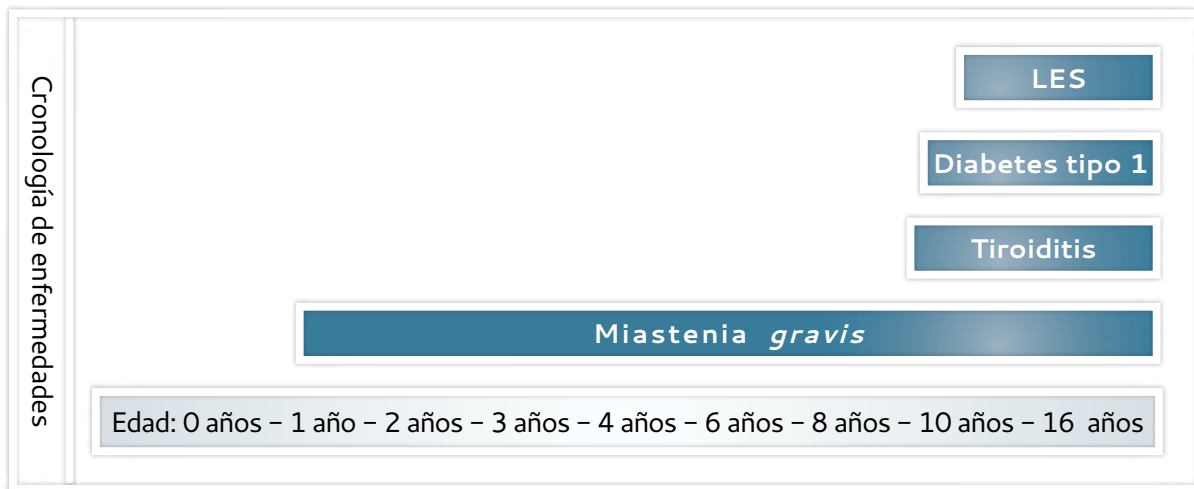 Cronología de enfermedades
LES
Diabetes tipo 1
Tiroiditis
Miastenia gravis
Edad: 0 años – 1 año – 2 años – 3 años – 4 años – 6 años – 8 años – 10 años – 16 años